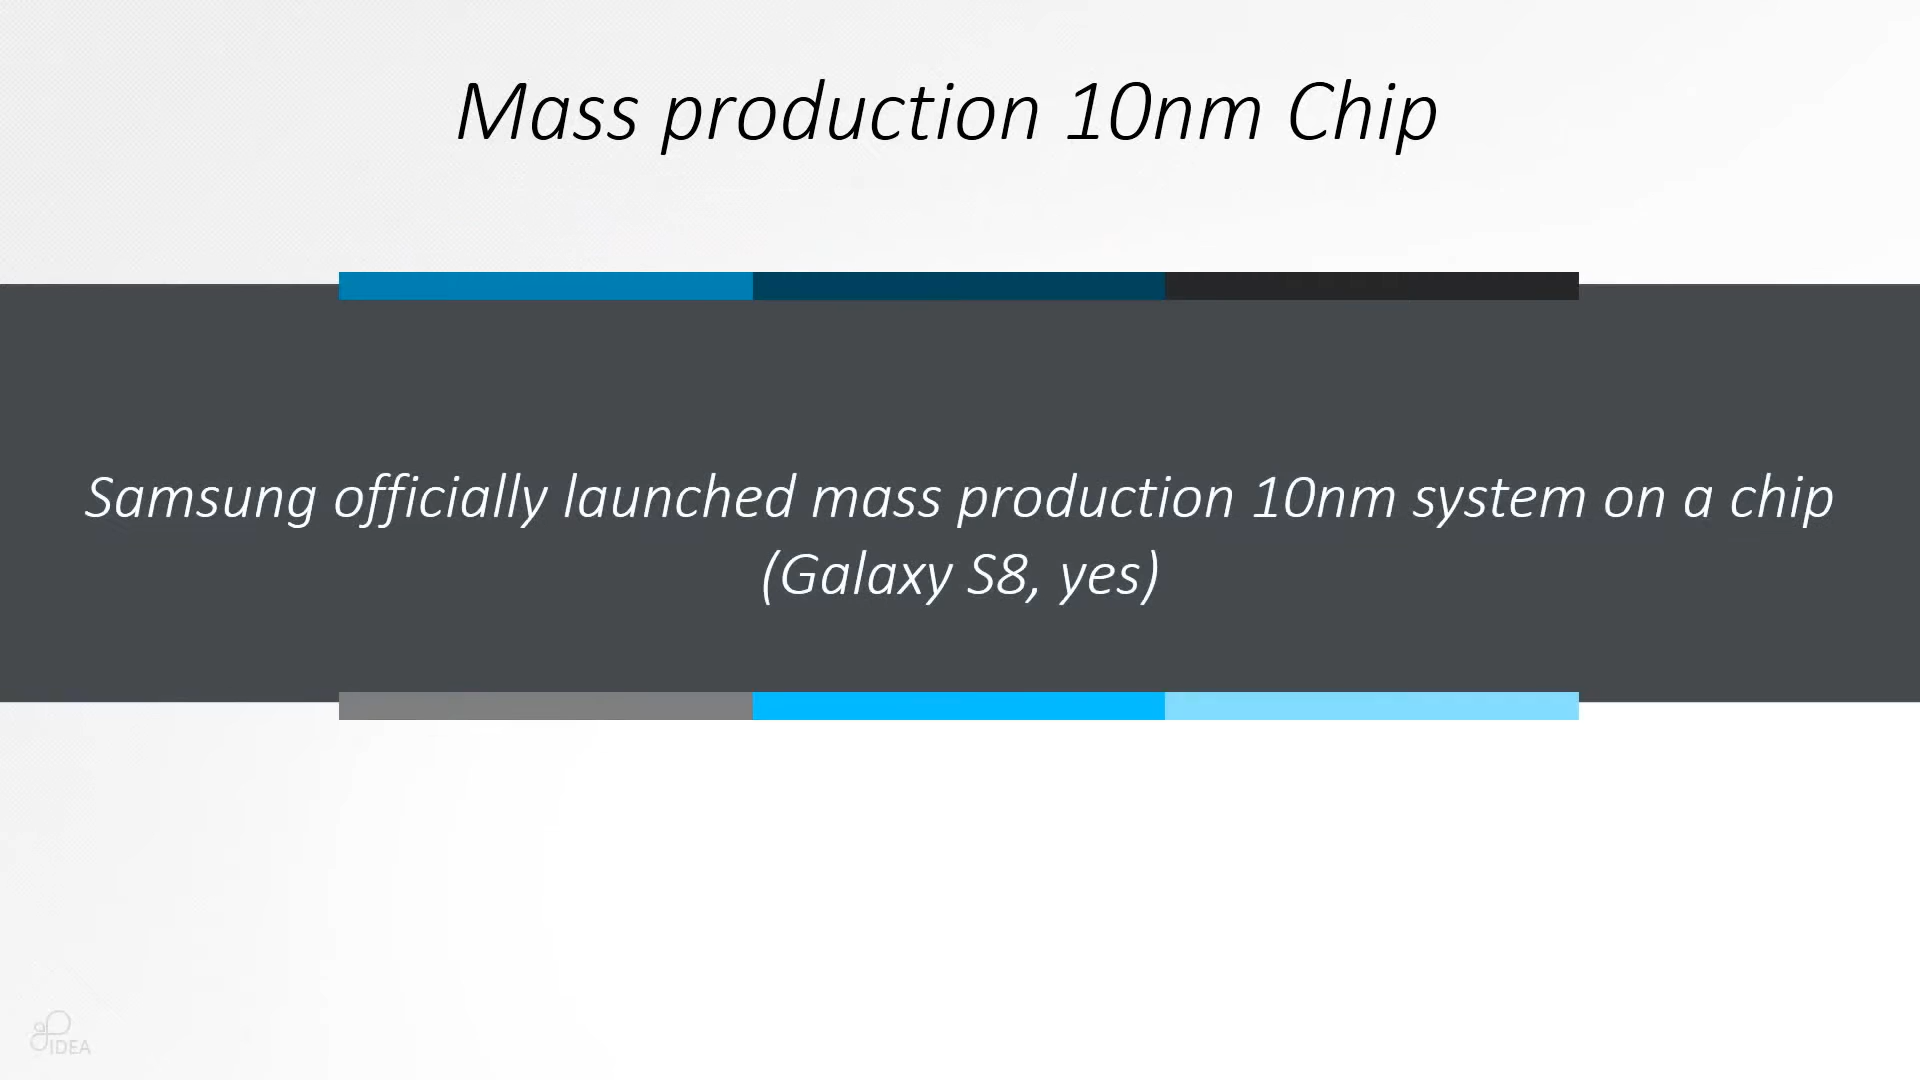 Mass production 10nm Chip
Samsung officially launched mass production 10nm system on a chip
(Galaxy S8, yes)
IDEA